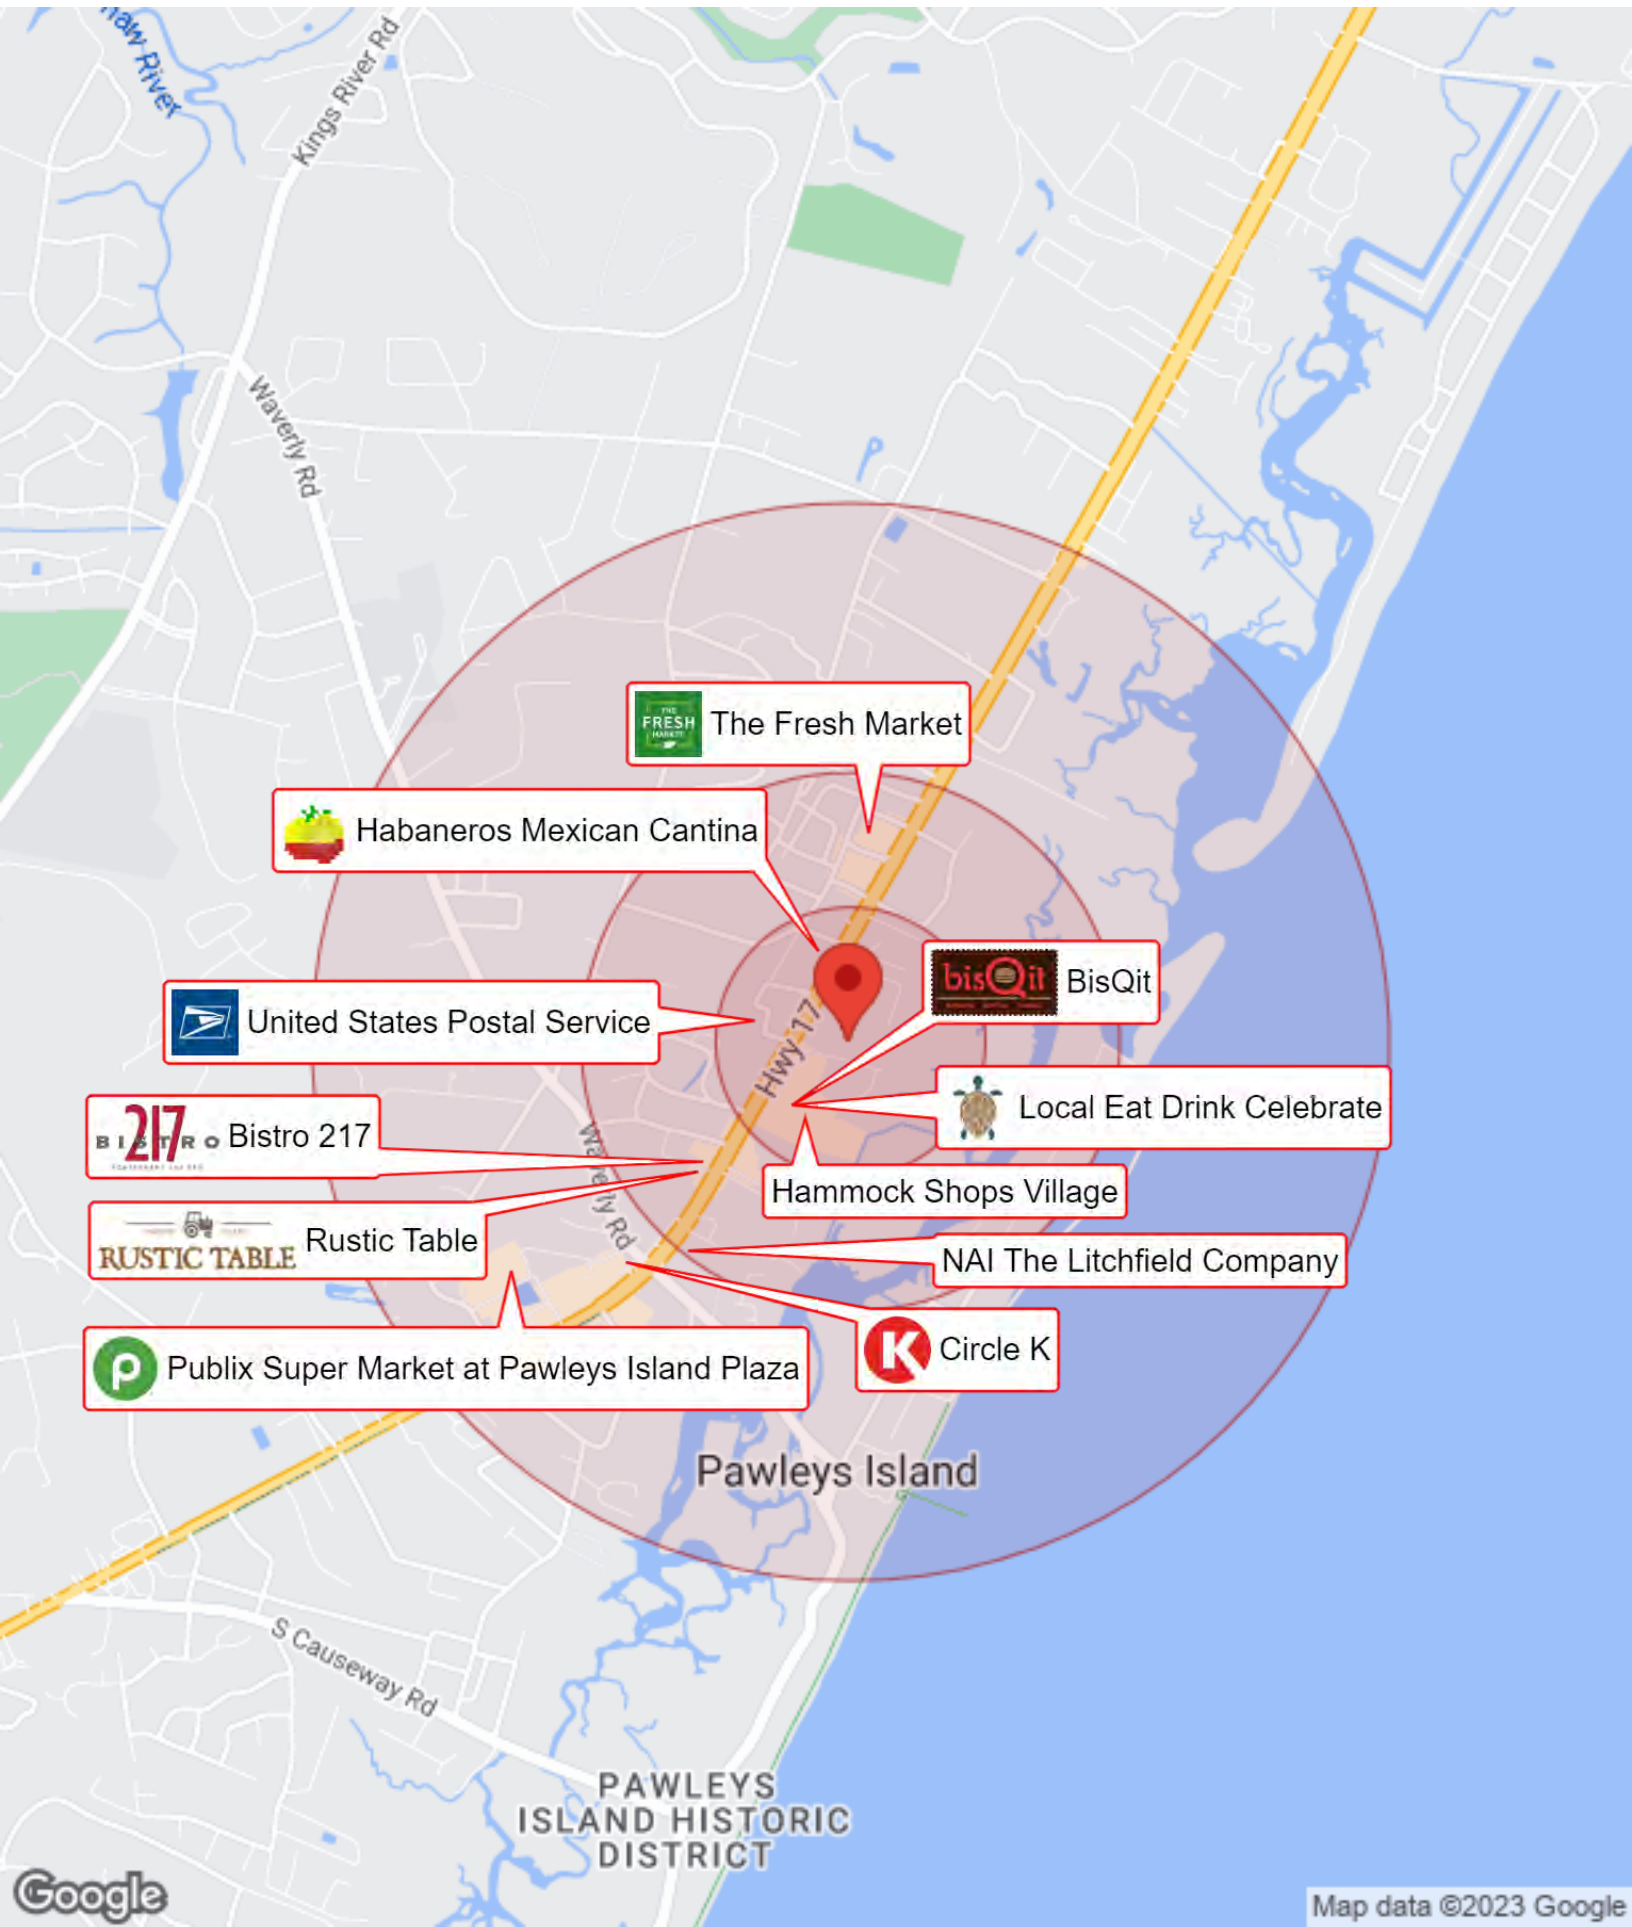 haw River
Kings River Rd
Waverly Rd
THE
FRESH
MARKET
The Fresh Market
Habaneros Mexican Cantina
bisQit
BisQit
United States Postal Service
Hwy 17
Local Eat Drink Celebrate
217
BISTRO
Bistro 217
Waverly Rd
Hammock Shops Village
RUSTIC TABLE
Rustic Table
NAI The Litchfield Company
K
Circle K
P
Publix Super Market at Pawleys Island Plaza
Pawleys Island
S Causeway Rd
PAWLEYS
ISLAND HISTORIC
DISTRICT
Google
Map data ©2023 Google